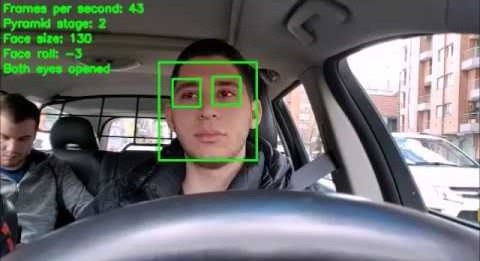 Frames per second: 43
Pyramid stage: 2
Face size: 130
Face roll: -3
Both eyes opened